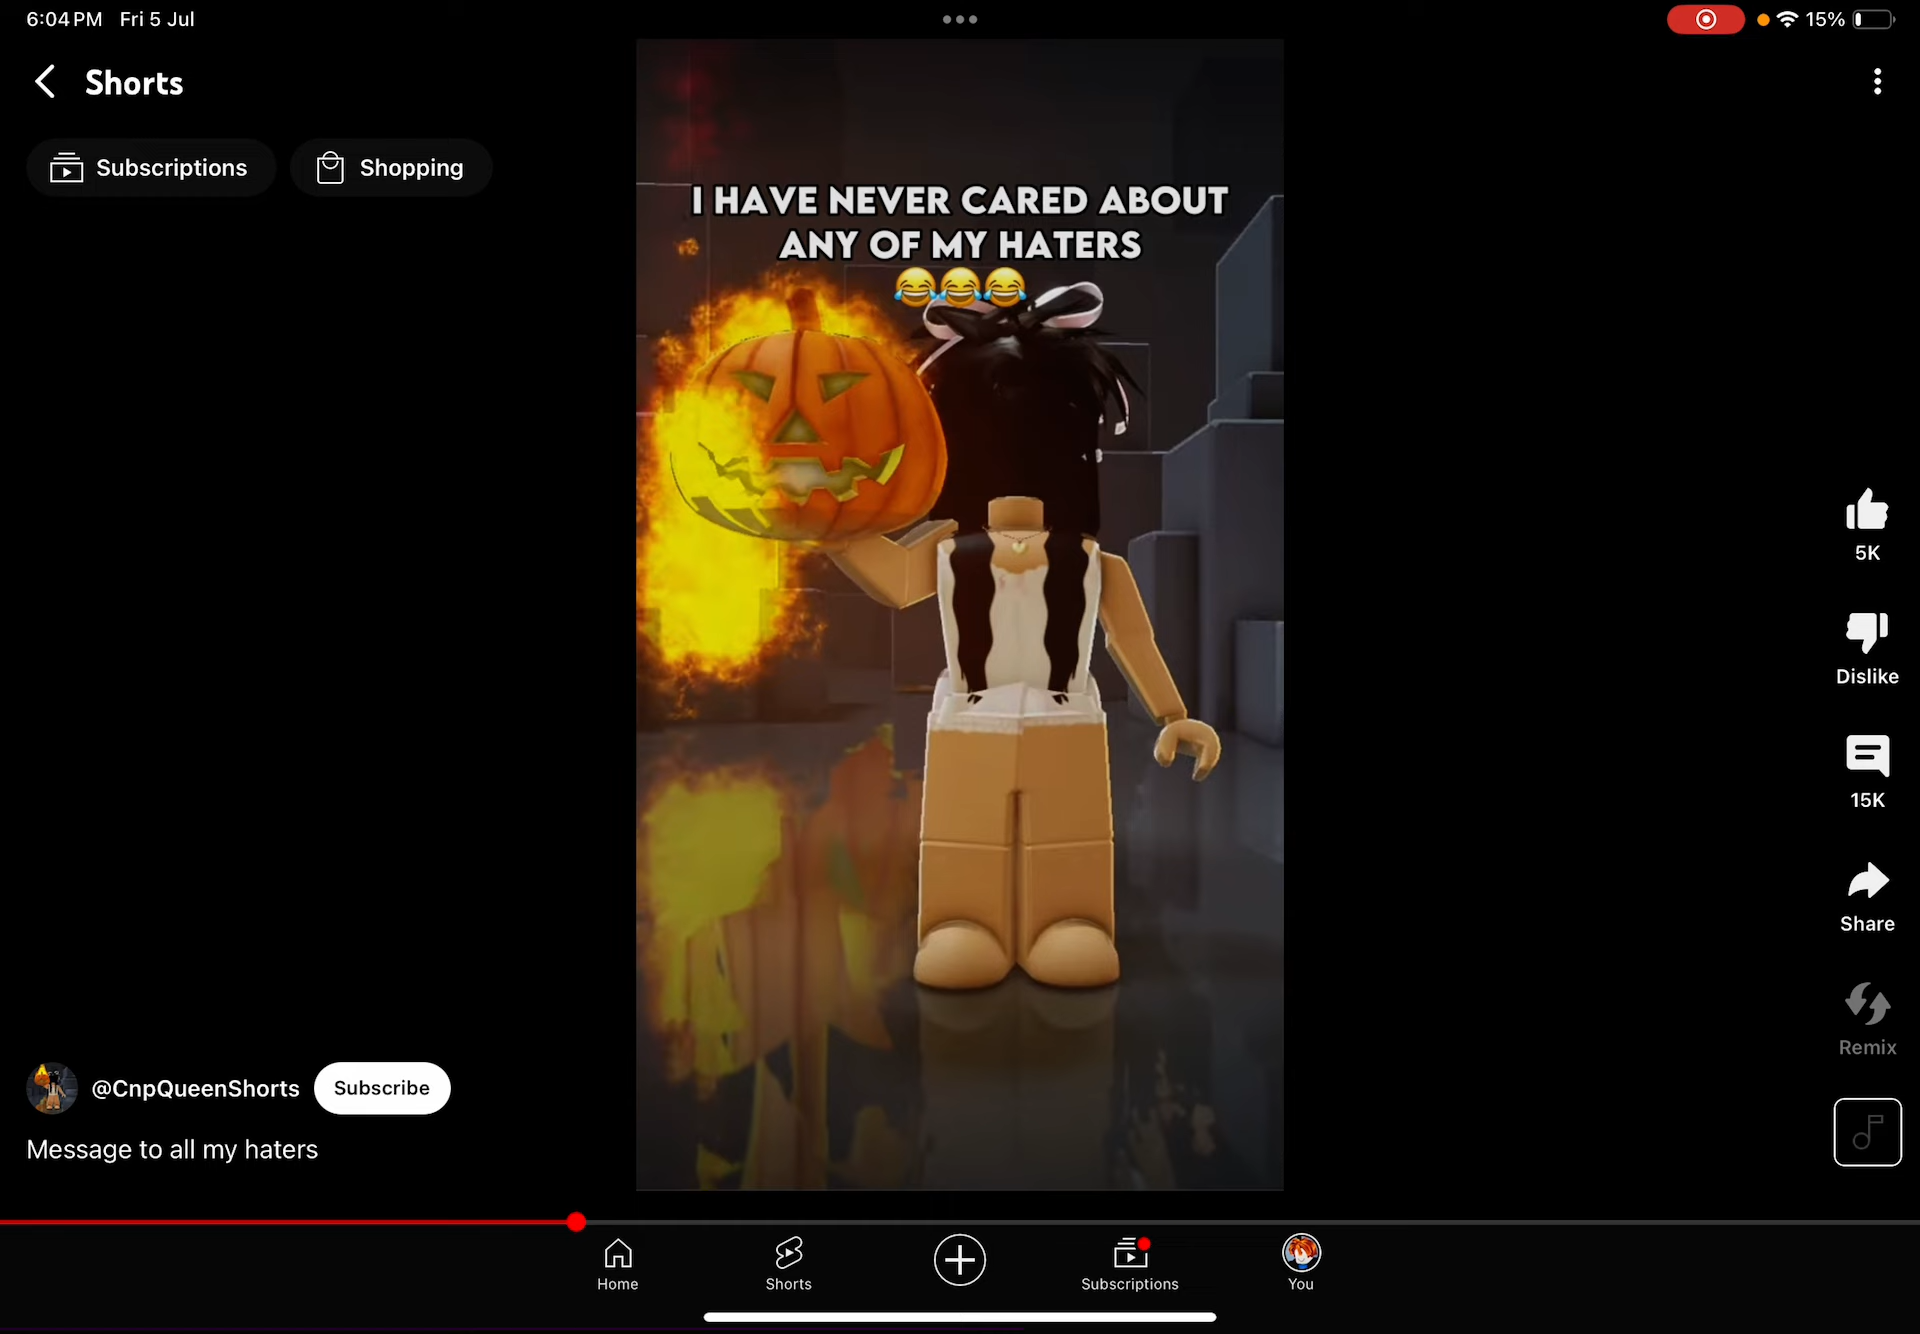 6:04 PM Fri 5 Jul
15%
Shorts
Subscriptions
Shopping
I HAVE NEVER CARED ABOUT
ANY OF MY HATERS
😂😂😂
5K
Dislike
15K
Share
Remix
@CnpQueenShorts
Subscribe
Message to all my haters
Home
Shorts
Subscriptions
You